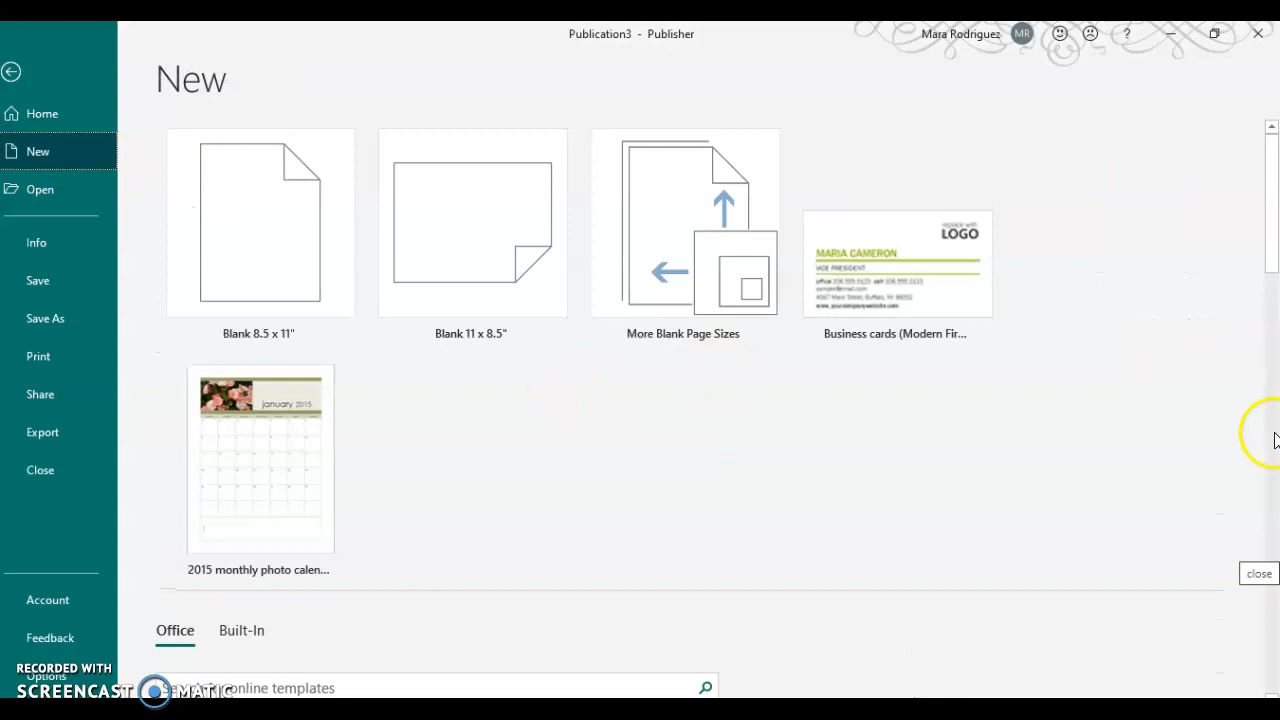 Publication3 - Publisher
Mara Rodriguez
MR
?
New
Home
New
Open
Info
Save
Save As
Print
Share
Export
Close
Account
Feedback
Options
Blank 8.5 x 11"
Blank 11 x 8.5"
More Blank Page Sizes
LOGO
MARIA CAMERON
VICE PRESIDENT
Business cards (Modern Fir...
january 2015
2015 monthly photo calen...
close
Office
Built-In
online templates
RECORDED WITH
SCREENCAST MATIC